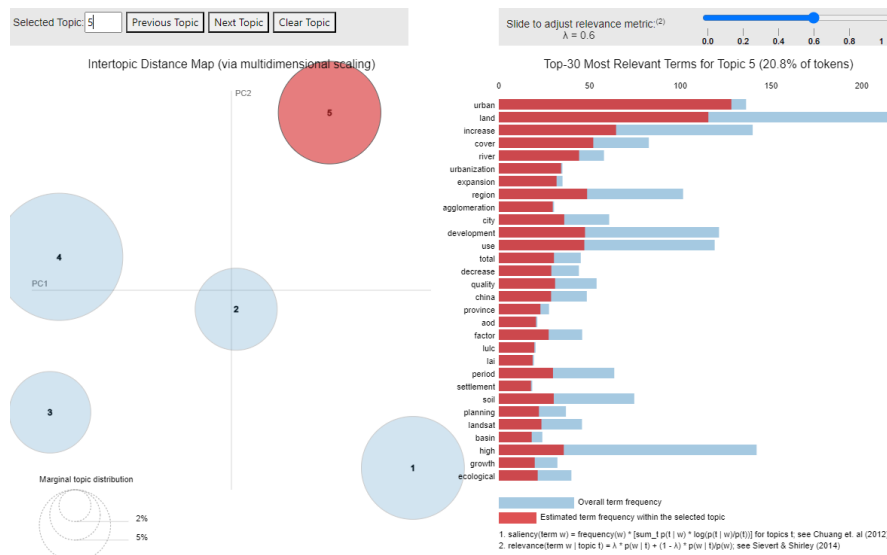 Selected Topic: 5 Previous Topic Next Topic Clear Topic
Slide to adjust relevance metric:(2)
λ = 0.6
0.0 0.2 0.4 0.6 0.8 1
Intertopic Distance Map (via multidimensional scaling)
PC2
5
4
PC1
2
3
1
Marginal topic distribution
2%
5%
Top-30 Most Relevant Terms for Topic 5 (20.8% of tokens)
0 50 100 150 200
urban
land
increase
cover
river
urbanization
expansion
region
agglomeration
city
development
use
total
decrease
quality
china
province
aod
factor
lulc
lai
period
settlement
soil
planning
landsat
basin
high
growth
ecological
Overall term frequency
Estimated term frequency within the selected topic
1. saliency(term w) = frequency(w) * [sum_t p(t | w) * log(p(t | w)/p(t))] for topics t; see Chuang et. al (2012)
2. relevance(term w | topic t) = λ * p(w | t) + (1 - λ) * p(w | t)/p(w); see Sievert & Shirley (2014)